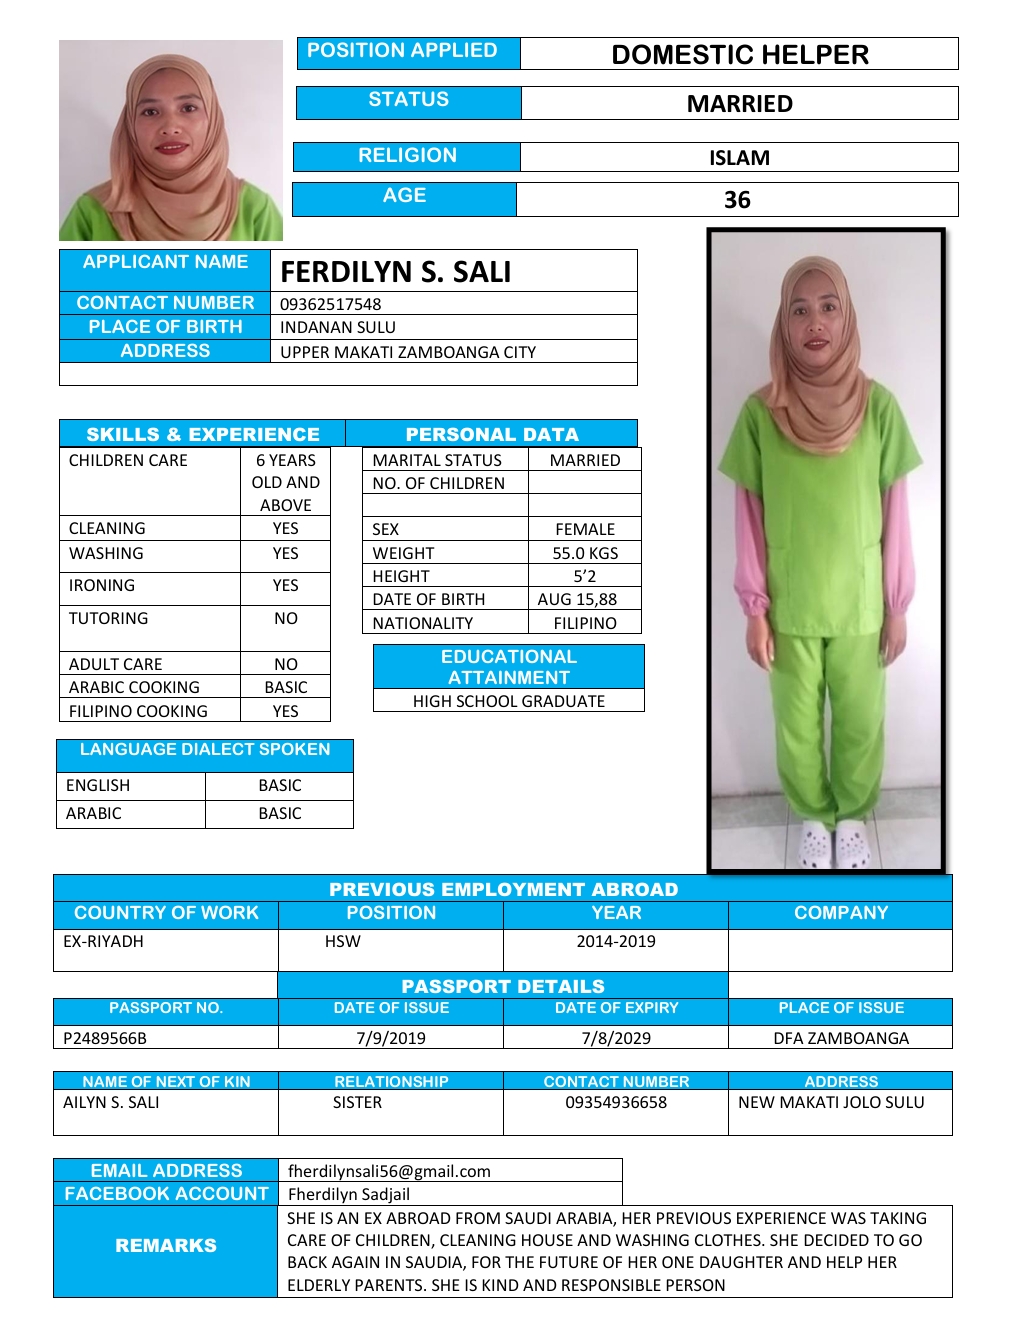 POSITION APPLIED DOMESTIC HELPER
STATUS MARRIED
RELIGION ISLAM
AGE 36
APPLICANT NAME FERDILYN S. SALI
CONTACT NUMBER 09362517548
PLACE OF BIRTH INDANAN SULU
ADDRESS UPPER MAKATI ZAMBOANGA CITY
SKILLS & EXPERIENCE
CHILDREN CARE 6 YEARS
OLD AND
ABOVE
CLEANING YES
WASHING YES
IRONING YES
TUTORING NO
ADULT CARE NO
ARABIC COOKING BASIC
FILIPINO COOKING YES
PERSONAL DATA
MARITAL STATUS MARRIED
NO. OF CHILDREN
SEX FEMALE
WEIGHT 55.0 KGS
HEIGHT 5’2
DATE OF BIRTH AUG 15,88
NATIONALITY FILIPINO
EDUCATIONAL
ATTAINMENT
HIGH SCHOOL GRADUATE
LANGUAGE DIALECT SPOKEN
ENGLISH BASIC
ARABIC BASIC
PREVIOUS EMPLOYMENT ABROAD
COUNTRY OF WORK POSITION YEAR COMPANY
EX-RIYADH HSW 2014-2019
PASSPORT DETAILS
PASSPORT NO. DATE OF ISSUE DATE OF EXPIRY PLACE OF ISSUE
P2489566B 7/9/2019 7/8/2029 DFA ZAMBOANGA
NAME OF NEXT OF KIN RELATIONSHIP CONTACT NUMBER ADDRESS
AILYN S. SALI SISTER 09354936658 NEW MAKATI JOLO SULU
EMAIL ADDRESS fherdilynsali56@gmail.com
FACEBOOK ACCOUNT Fherdilyn Sadjail
REMARKS
SHE IS AN EX ABROAD FROM SAUDI ARABIA, HER PREVIOUS EXPERIENCE WAS TAKING
CARE OF CHILDREN, CLEANING HOUSE AND WASHING CLOTHES. SHE DECIDED TO GO
BACK AGAIN IN SAUDIA, FOR THE FUTURE OF HER ONE DAUGHTER AND HELP HER
ELDERLY PARENTS. SHE IS KIND AND RESPONSIBLE PERSON